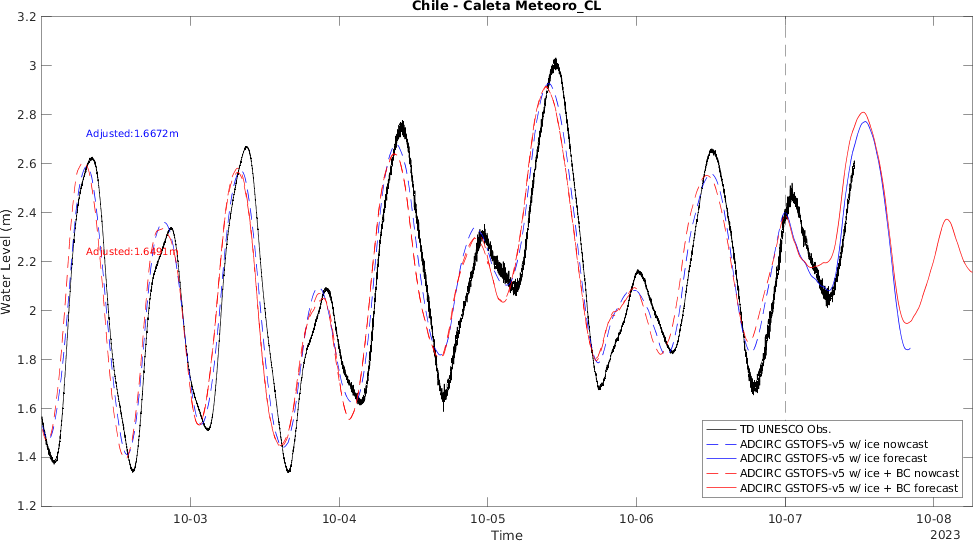 Chile - Caleta Meteoro_CL
3.2
3
2.8
2.6
2.4
2.2
2
1.8
1.6
1.4
1.2
Water Level (m)
Adjusted:1.6672m
Adjusted:1.6491m
TD UNESCO Obs.
ADCIRC GSTOFS-v5 w/ ice nowcast
ADCIRC GSTOFS-v5 w/ ice forecast
ADCIRC GSTOFS-v5 w/ ice + BC nowcast
ADCIRC GSTOFS-v5 w/ ice + BC forecast
10-03 10-04 10-05 10-06 10-07 10-08
2023
Time